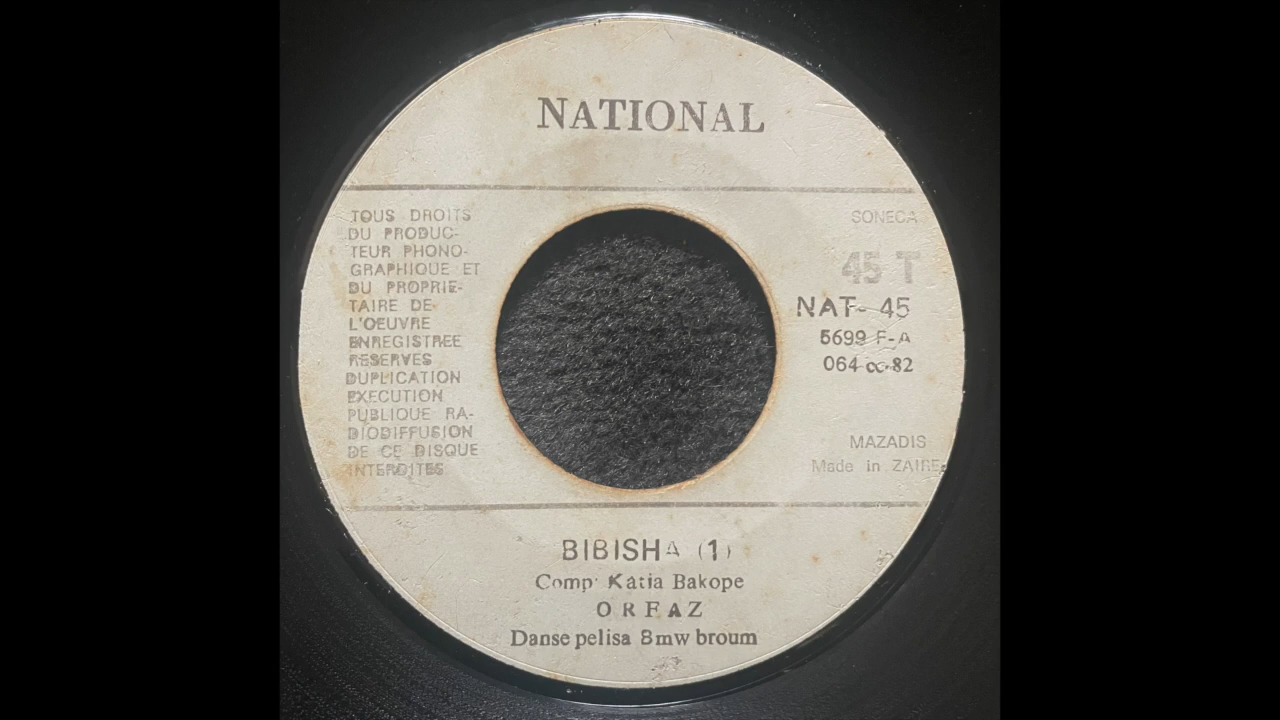 NATIONAL
TOUS DROITS
DU PRODUC-
TEUR PHONO-
GRAPHIQUE ET
DU PROPRIE-
TAIRE DE
L'OEUVRE
ENREGISTREE
RESERVES
DUPLICATION
EXECUTION
PUBLIQUE RA-
DIODIFFUSION
DE CE DISQUE
INTERDITES
SONECA
45 T
NAT- 45
5699 F-A
064 cc-82
MAZADIS
Made in ZAIRE
BIBISHA (1)
Comp: Katia Bakope
ORFAZ
Danse pelisa Bmw broum